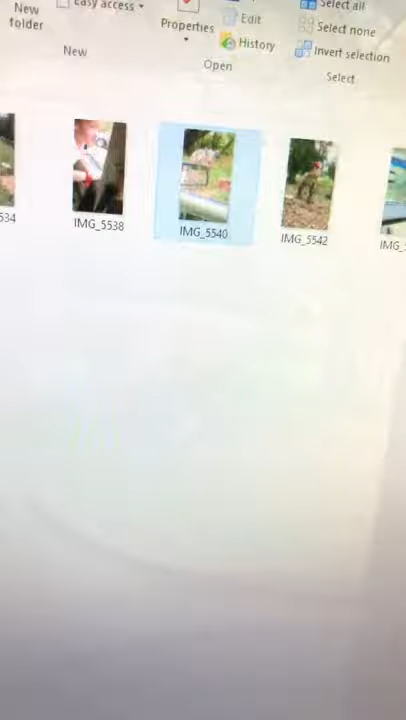 New
folder
Easy access
New
Properties
Edit
History
Open
Select all
Select none
Invert selection
Select
534
IMG_5538
IMG_5540
IMG_5542
IMG_5